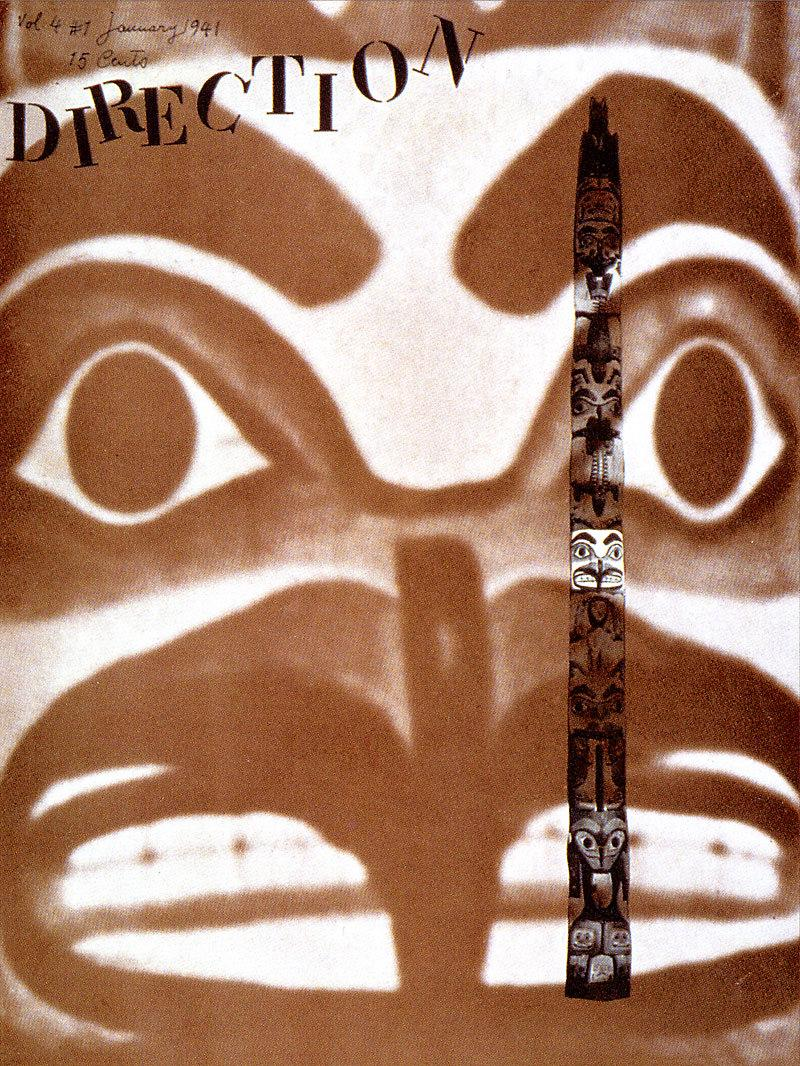 Vol. 4 #1 January 1941
15 Cents
DIRECTION